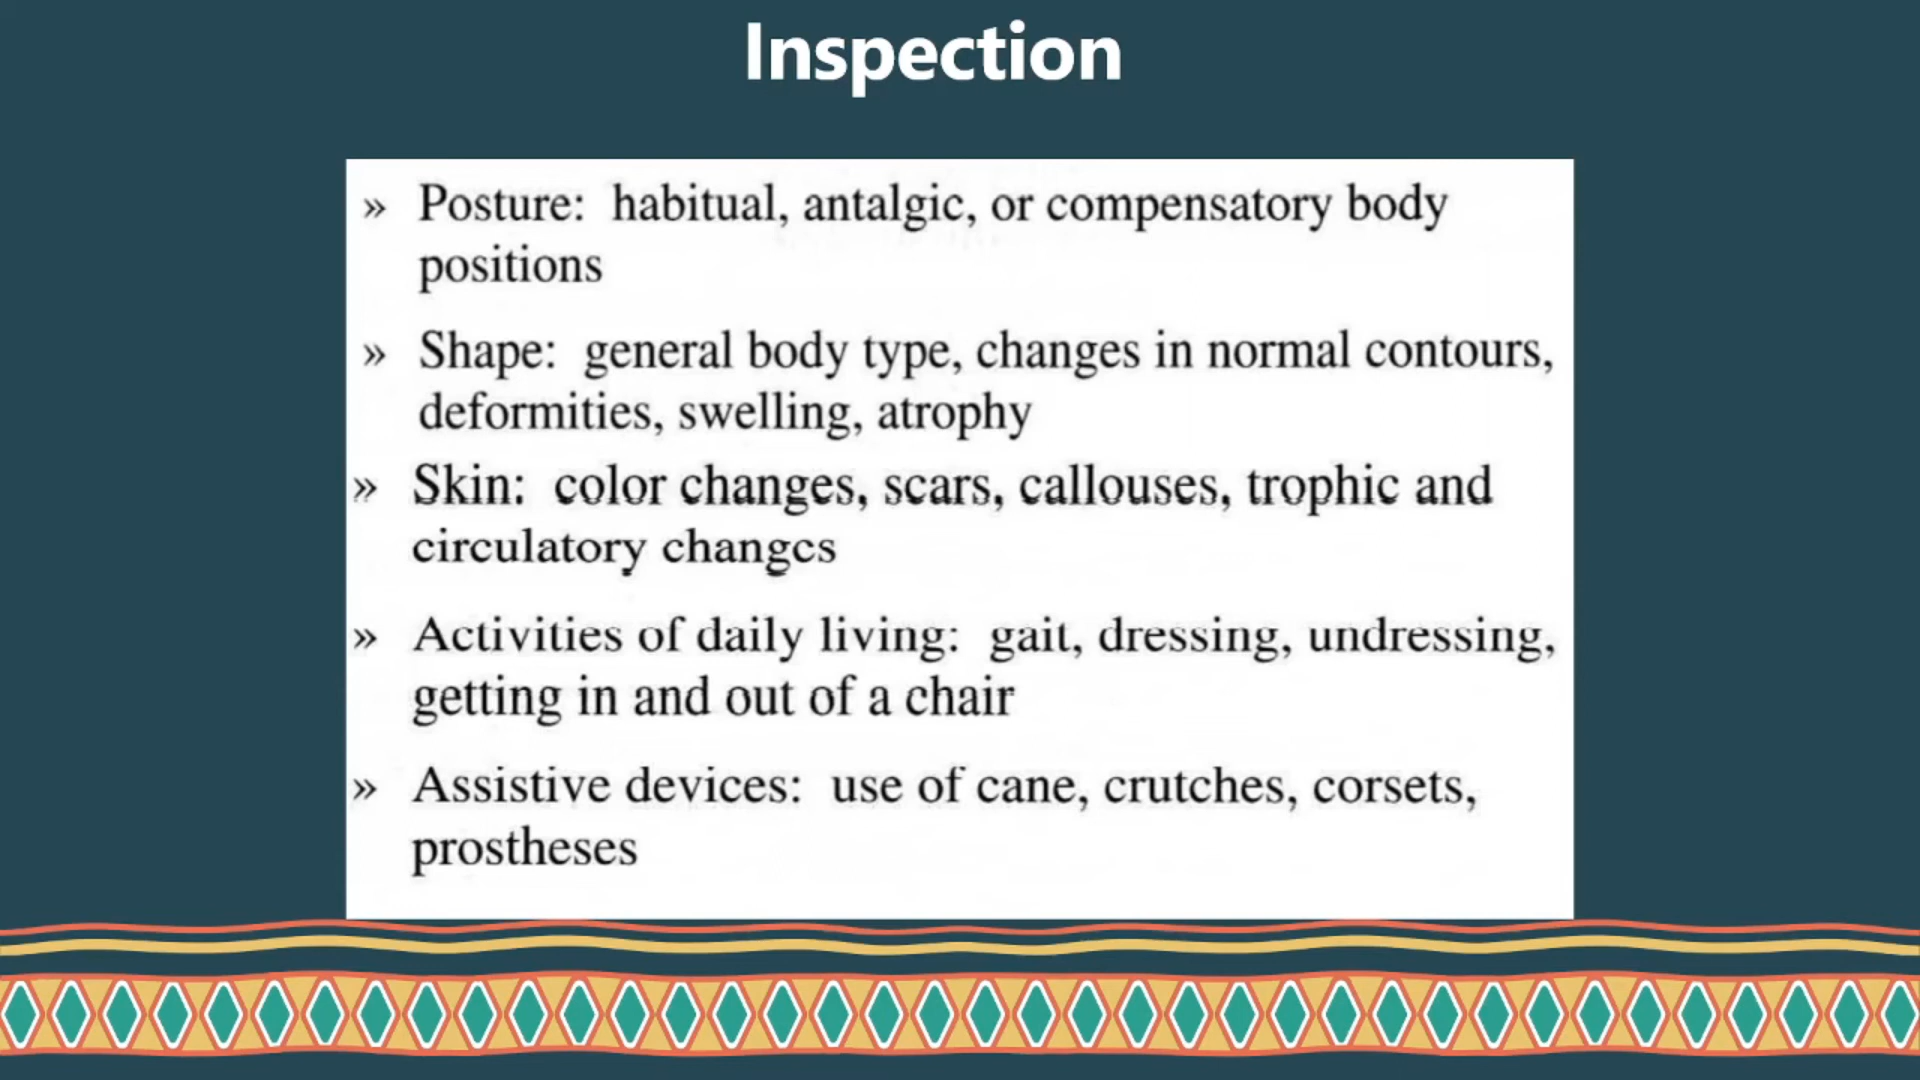 Inspection
» Posture: habitual, antalgic, or compensatory body
positions
» Shape: general body type, changes in normal contours,
deformities, swelling, atrophy
» Skin: color changes, scars, callouses, trophic and
circulatory changes
» Activities of daily living: gait, dressing, undressing,
getting in and out of a chair
» Assistive devices: use of cane, crutches, corsets,
prostheses